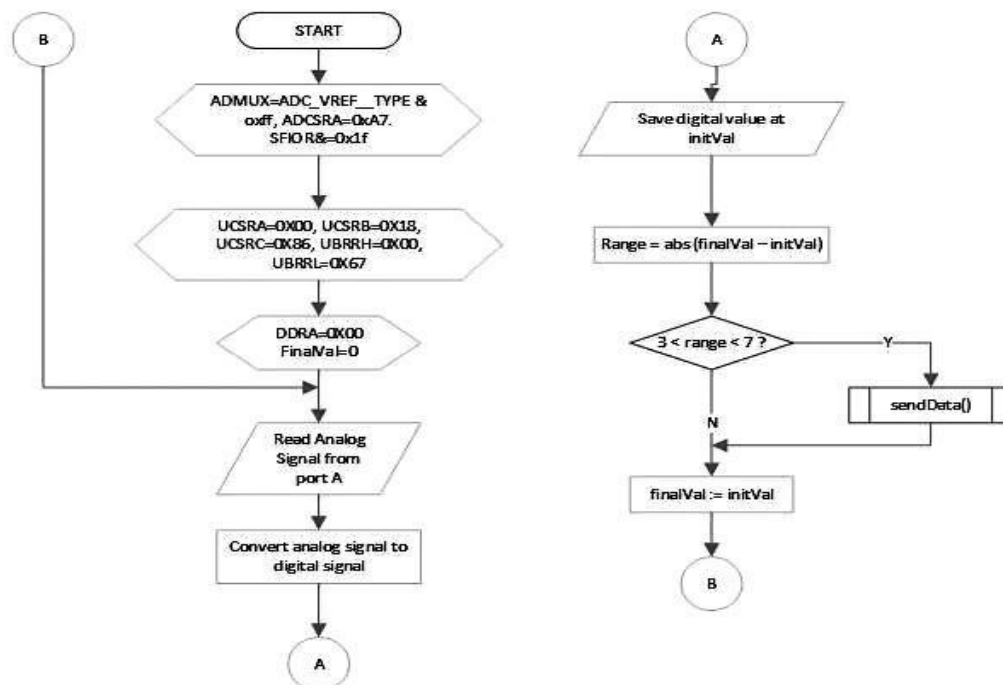 B
START
ADMUX=ADC_VREF__TYPE &
oxff, ADCSRA=0xA7.
SFIOR&=0x1f
UCSRA=0X00, UCSRB=0X18,
UCSRC=0X86, UBRRH=0X00,
UBRRL=0X67
DDRA=0X00
FinalVal=0
Read Analog
Signal from
port A
Convert analog signal to
digital signal
A
A
Save digital value at
initVal
Range = abs(finalVal – initVal)
3 < range < 7 ?
Y
sendData()
N
finalVal := initVal
B